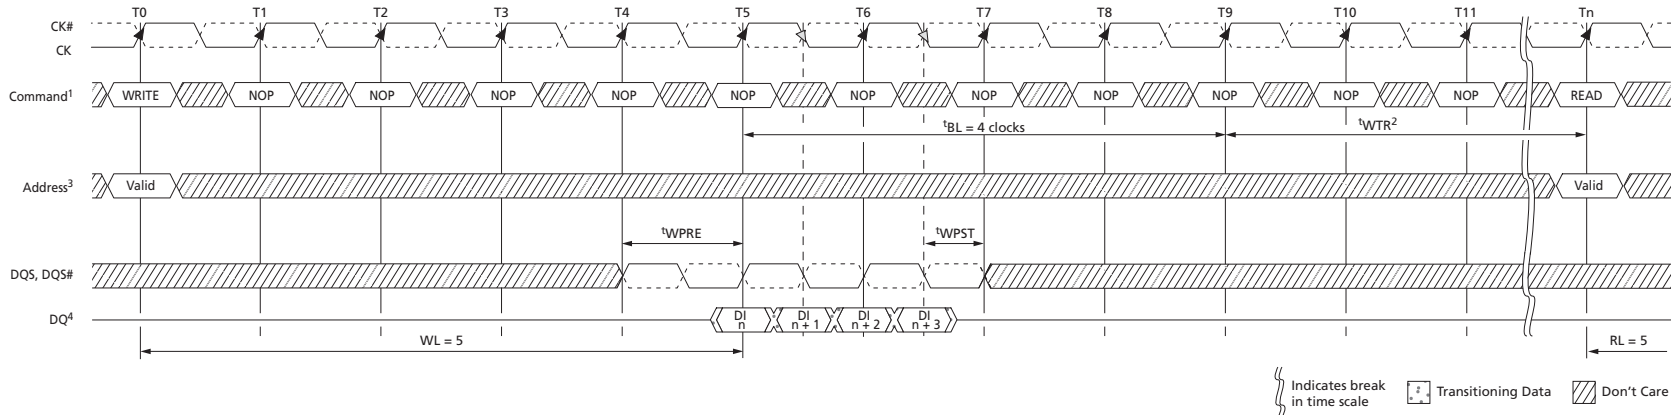 T0 T1 T2 T3 T4 T5 T6 T7 T8 T9 T10 T11 Tn
CK#
CK
Command¹ WRITE NOP NOP NOP NOP NOP NOP NOP NOP NOP NOP NOP READ
ᵗBL = 4 clocks ᵗWTR²
Address³ Valid Valid
ᵗWPRE ᵗWPST
DQS, DQS#
DQ⁴ DI n DI n + 1 DI n + 2 DI n + 3
WL = 5 RL = 5
Indicates break in time scale
Transitioning Data
Don't Care